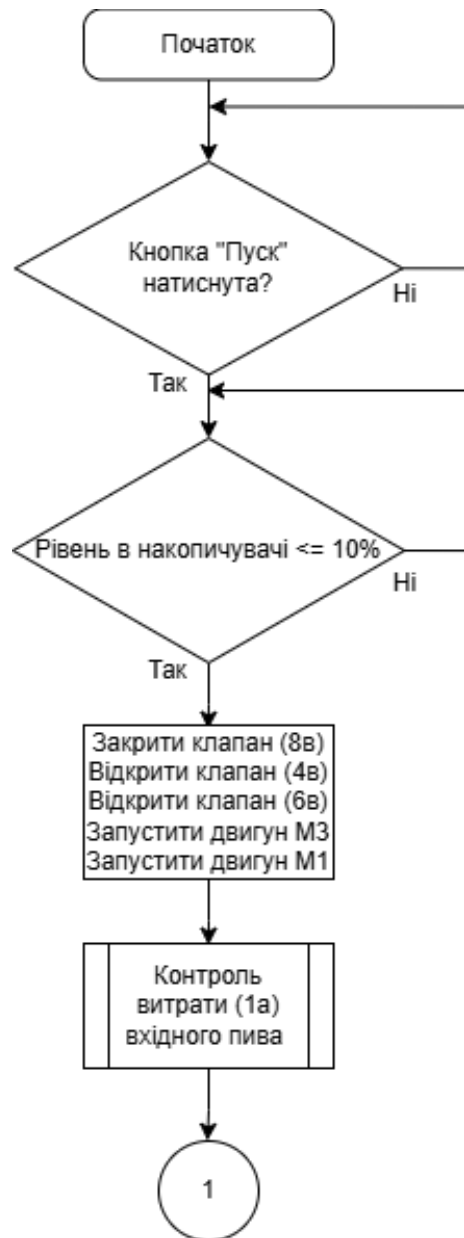 Початок
Кнопка "Пуск"
натиснута?
Ні
Так
Рівень в накопичувачі <= 10%
Ні
Так
Закрити клапан (8в)
Відкрити клапан (4в)
Відкрити клапан (6в)
Запустити двигун М3
Запустити двигун М1
Контроль
витрати (1а)
вхідного пива
1